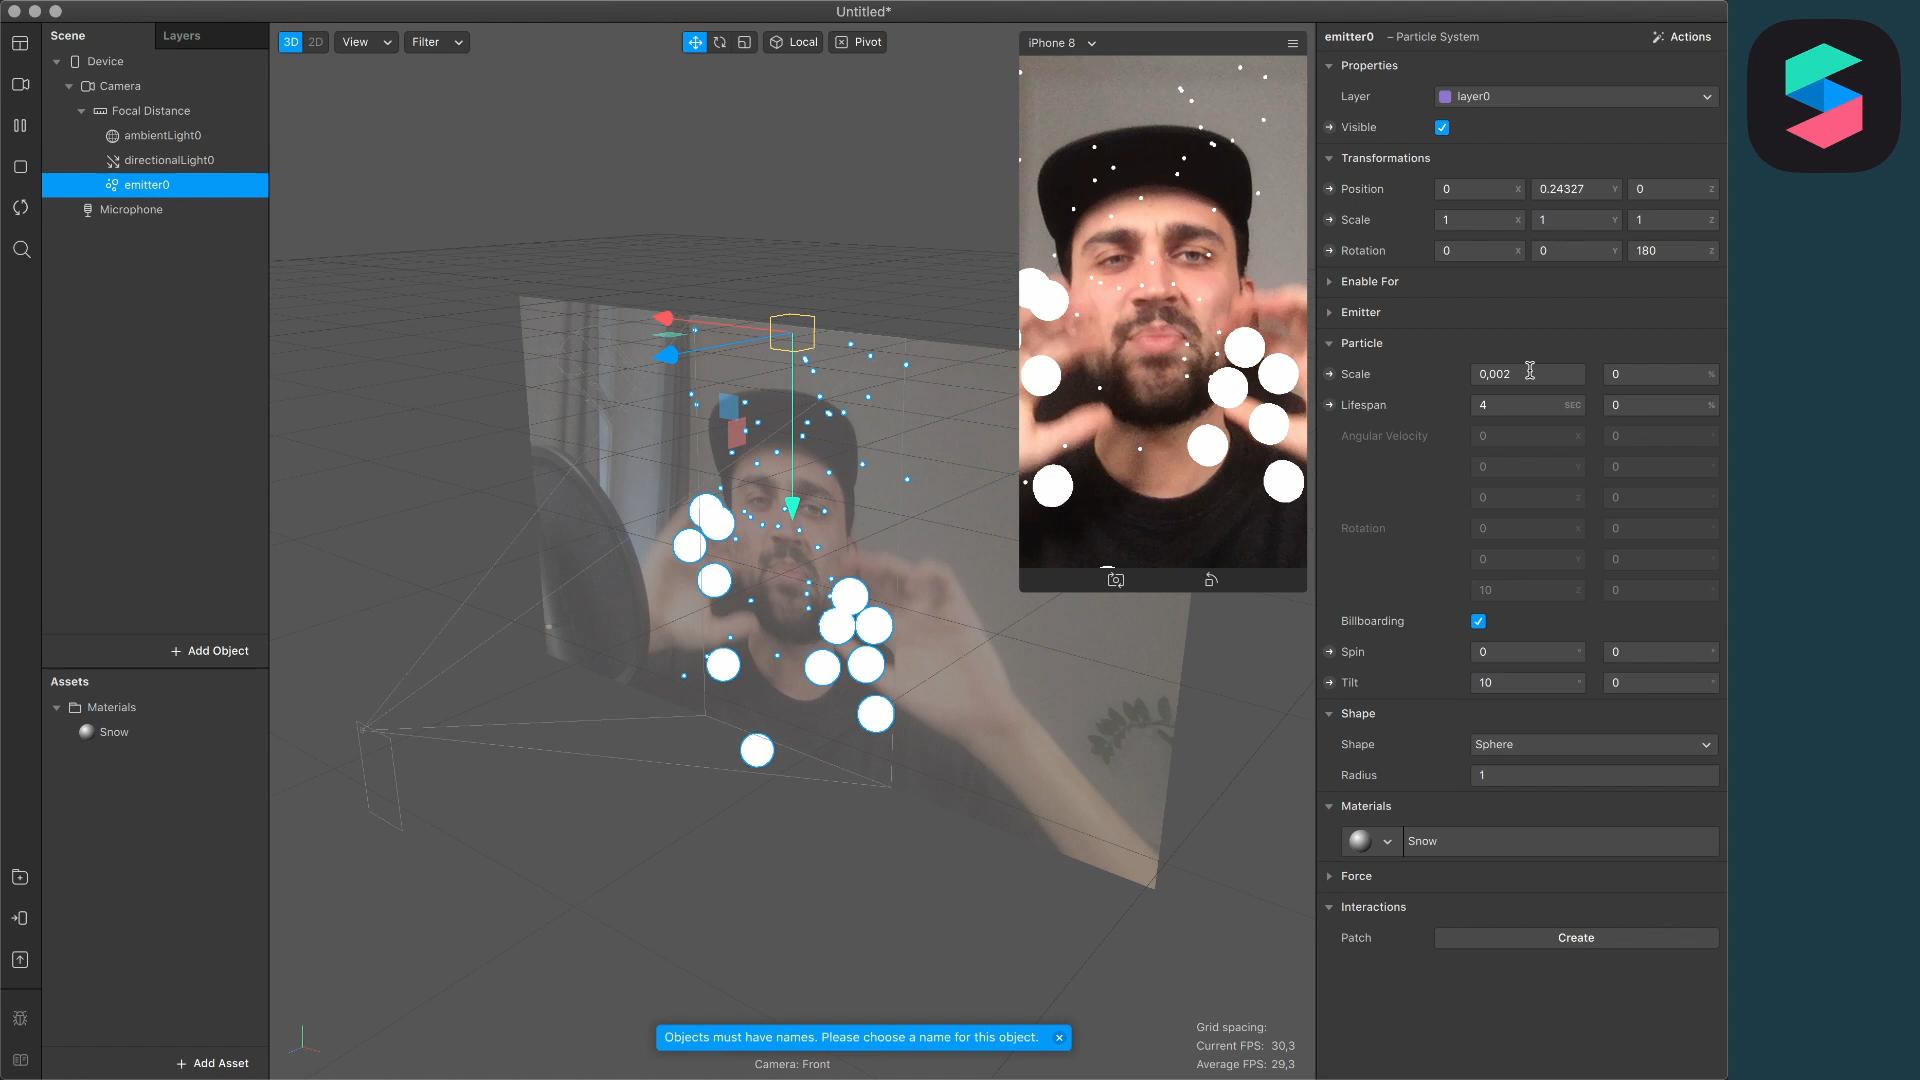 Untitled*
Scene
Layers
Device
Camera
Focal Distance
ambientLight0
directionalLight0
emitter0
Microphone
+ Add Object
Assets
Materials
Snow
+ Add Asset
3D 2D
View
Filter
Local
Pivot
iPhone 8
Objects must have names. Please choose a name for this object.
Camera: Front
Grid spacing:
Current FPS: 30,3
Average FPS: 29,3
emitter0 – Particle System
Actions
Properties
Layer layer0
Visible
Transformations
Position 0 X 0.24327 Y 0 Z
Scale 1 X 1 Y 1 Z
Rotation 0 X 0 Y 180 Z
Enable For
Emitter
Particle
Scale 0,002 0 %
Lifespan 4 SEC 0 %
Angular Velocity 0 X 0 °
0 Y 0 °
0 Z 0 °
Rotation 0 X 0 °
0 Y 0 °
10 Z 0 °
Billboarding
Spin 0 ° 0 °
Tilt 10 ° 0 °
Shape
Shape Sphere
Radius 1
Materials
Snow
Force
Interactions
Patch Create